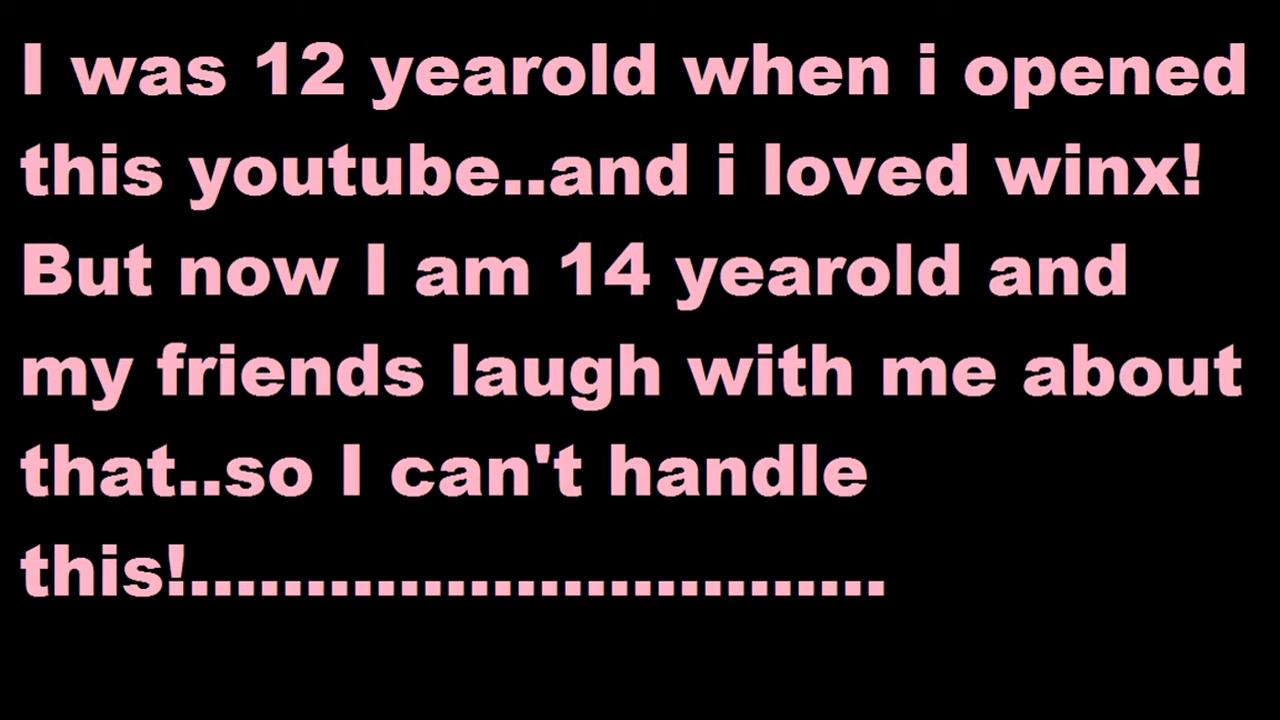 I was 12 yearold when i opened
this youtube..and i loved winx!
But now I am 14 yearold and
my friends laugh with me about
that..so I can't handle
this!..............................